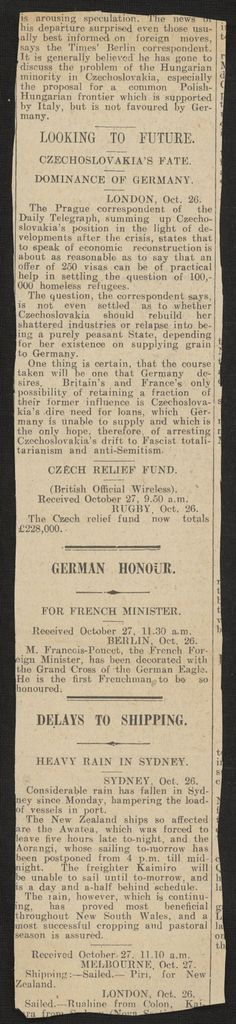 is arousing speculation. The news of
his departure surprised even those usu-
ally best informed on foreign moves,
says the Times' Berlin correspondent.
It is generally believed he has gone to
discuss the problem of the Hungarian
minority in Czechoslovakia, especially
the proposal for a common Polish-
Hungarian frontier which is supported
by Italy, but is not favoured by Ger-
many.
LOOKING TO FUTURE.
CZECHOSLOVAKIA'S FATE.
DOMINANCE OF GERMANY.
LONDON, Oct. 26.
The Prague correspondent of the
Daily Telegraph, summing up Czecho-
slovakia's position in the light of de-
velopments after the crisis, states that
to speak of economic reconstruction is
about as reasonable as to say that an
offer of 250 visas can be of practical
help in settling the question of 100,-
000 homeless refugees.
The question, the correspondent says,
is not even settled as to whether
Czechoslovakia should rebuild her
shattered industries or relapse into be-
ing a purely peasant State, depending
for her existence on supplying grain
to Germany.
One thing is certain, that the course
taken will be one that Germany de-
sires. Britain's and France's only
possibility of retaining a fraction of
their former influence is Czechoslova-
kia's dire need for loans, which Ger-
many is unable to supply and which is
the only hope, therefore, of arresting
Czechoslovakia's drift to Fascist totali-
tarianism and anti-Semitism.
CZECH RELIEF FUND.
(British Official Wireless).
Received October 27, 9.50 a.m.
RUGBY, Oct. 26.
The Czech relief fund now totals
£228,000.
GERMAN HONOUR.
FOR FRENCH MINISTER.
Received October 27, 11.30 a.m.
BERLIN, Oct. 26.
M. Francois-Poncet, the French For-
eign Minister, has been decorated with
the Grand Cross of the German Eagle.
He is the first Frenchman to be so
honoured.
DELAYS TO SHIPPING.
HEAVY RAIN IN SYDNEY.
SYDNEY, Oct. 26.
Considerable rain has fallen in Syd-
ney since Monday, hampering the load-
of vessels in port.
The New Zealand ships so affected
are the Awatea, which was forced to
leave five hours late to-night, and the
Aorangi, whose sailing to-morrow has
been postponed from 4 p.m. till mid-
night. The freighter Kaimiro will
be unable to sail until to-morrow, and
is a day and a-half behind schedule.
The rain, however, which is continu-
ing, has proved most beneficial
throughout New South Wales, and a
most successful cropping and pastoral
season is assured.
Received October 27, 11.10 a.m.
MELBOURNE, Oct. 27.
Shipping:—Sailed.— Piri, for New
Zealand.
LONDON, Oct. 26.
Sailed.—Ruahine from Colon, Kai-